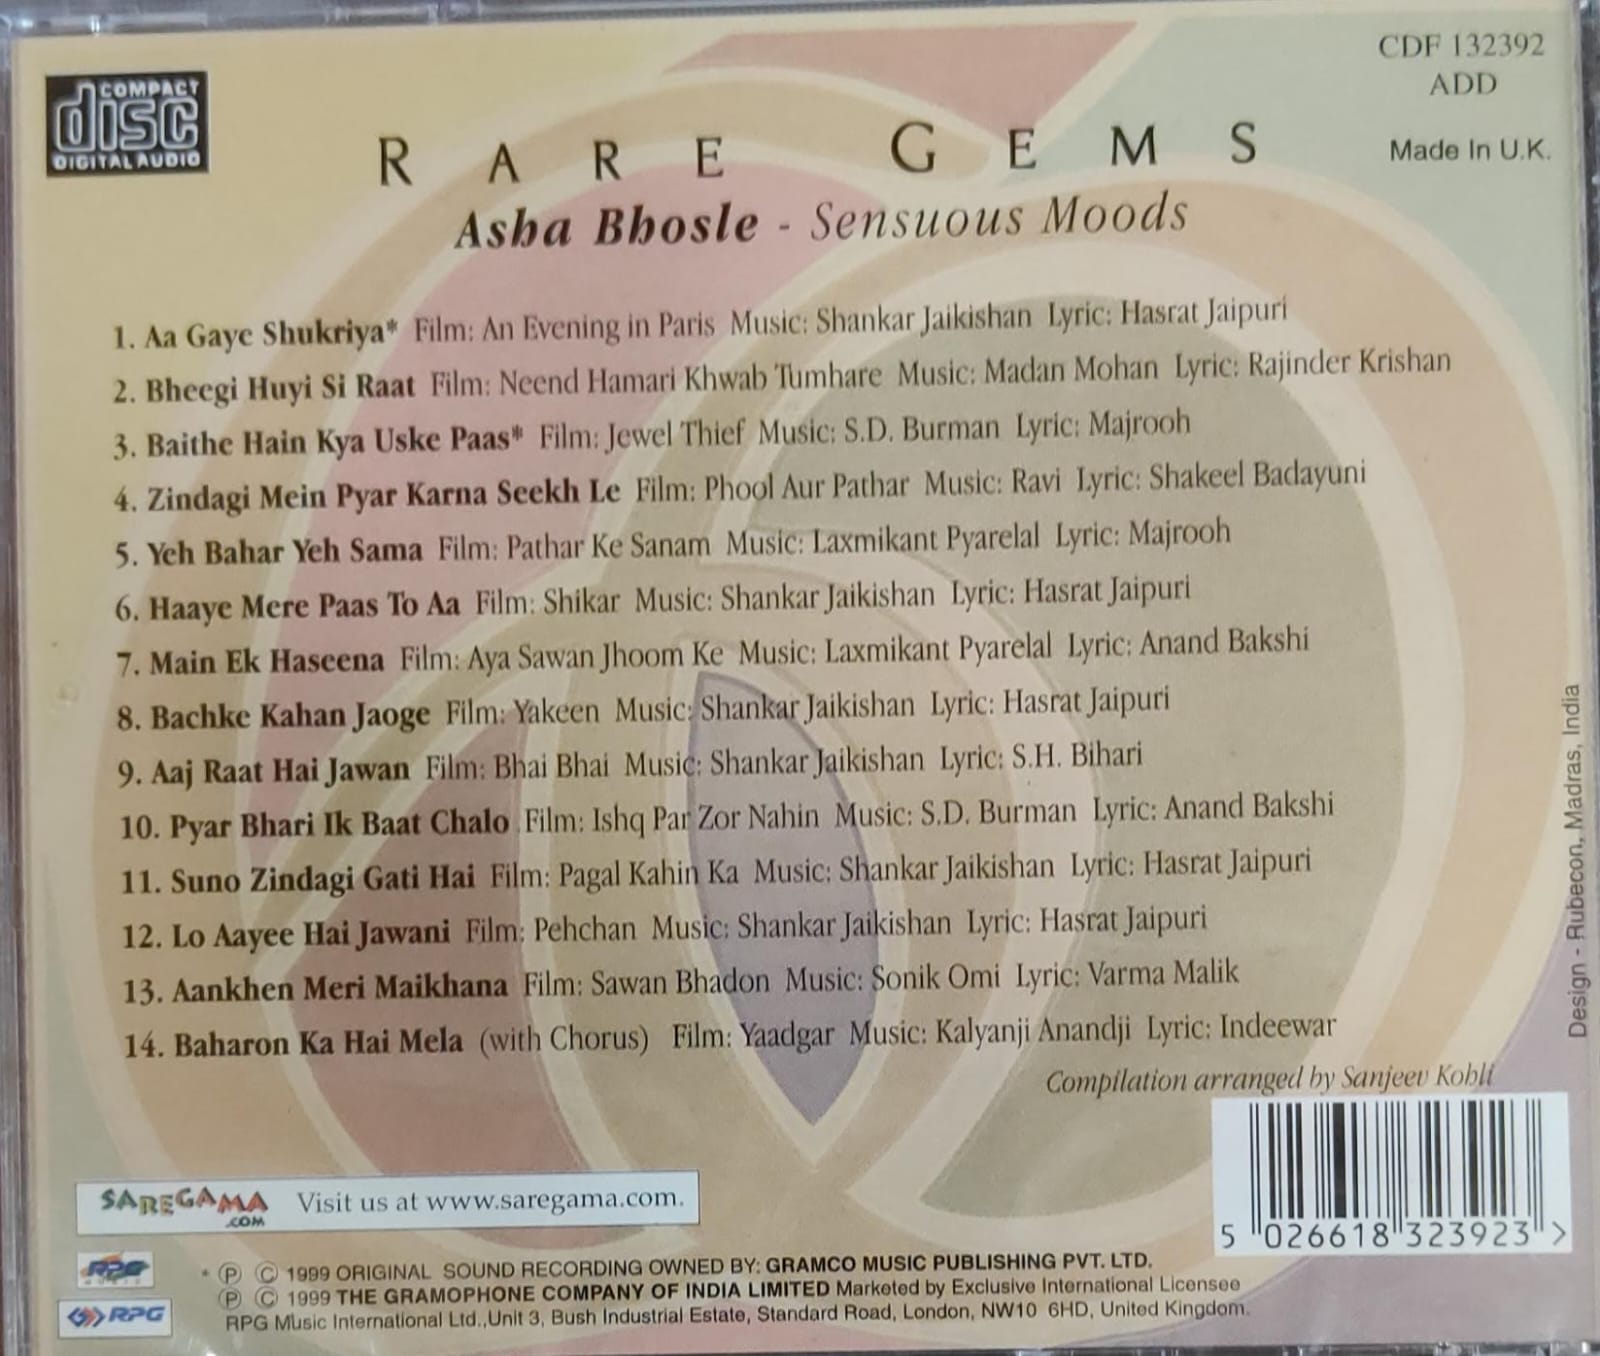 COMPACT
disc
DIGITAL AUDIO
CDF 132392
ADD
Made In U.K.
RARE GEMS
Asha Bhosle - Sensuous Moods
1. Aa Gaye Shukriya* Film: An Evening in Paris Music: Shankar Jaikishan Lyric: Hasrat Jaipuri
2. Bheegi Huyi Si Raat Film: Neend Hamari Khwab Tumhare Music: Madan Mohan Lyric: Rajinder Krishan
3. Baithe Hain Kya Uske Paas* Film: Jewel Thief Music: S.D. Burman Lyric: Majrooh
4. Zindagi Mein Pyar Karna Seekh Le Film: Phool Aur Pathar Music: Ravi Lyric: Shakeel Badayuni
5. Yeh Bahar Yeh Sama Film: Pathar Ke Sanam Music: Laxmikant Pyarelal Lyric: Majrooh
6. Haaye Mere Paas To Aa Film: Shikar Music: Shankar Jaikishan Lyric: Hasrat Jaipuri
7. Main Ek Haseena Film: Aya Sawan Jhoom Ke Music: Laxmikant Pyarelal Lyric: Anand Bakshi
8. Bachke Kahan Jaoge Film: Yakeen Music: Shankar Jaikishan Lyric: Hasrat Jaipuri
9. Aaj Raat Hai Jawan Film: Bhai Bhai Music: Shankar Jaikishan Lyric: S.H. Bihari
10. Pyar Bhari Ik Baat Chalo Film: Ishq Par Zor Nahin Music: S.D. Burman Lyric: Anand Bakshi
11. Suno Zindagi Gati Hai Film: Pagal Kahin Ka Music: Shankar Jaikishan Lyric: Hasrat Jaipuri
12. Lo Aayee Hai Jawani Film: Pehchan Music: Shankar Jaikishan Lyric: Hasrat Jaipuri
13. Aankhen Meri Maikhana Film: Sawan Bhadon Music: Sonik Omi Lyric: Varma Malik
14. Baharon Ka Hai Mela (with Chorus) Film: Yaadgar Music: Kalyanji Anandji Lyric: Indeewar
Compilation arranged by Sanjeev Kohli
Design - Rubecon, Madras, India
5 026618 323923 >
SAREGAMA .COM Visit us at www.saregama.com.
RPG MUSIC
RPG
* Ⓟ © 1999 ORIGINAL SOUND RECORDING OWNED BY: GRAMCO MUSIC PUBLISHING PVT. LTD.
Ⓟ © 1999 THE GRAMOPHONE COMPANY OF INDIA LIMITED Marketed by Exclusive International Licensee
RPG Music International Ltd.,Unit 3, Bush Industrial Estate, Standard Road, London, NW10 6HD, United Kingdom.